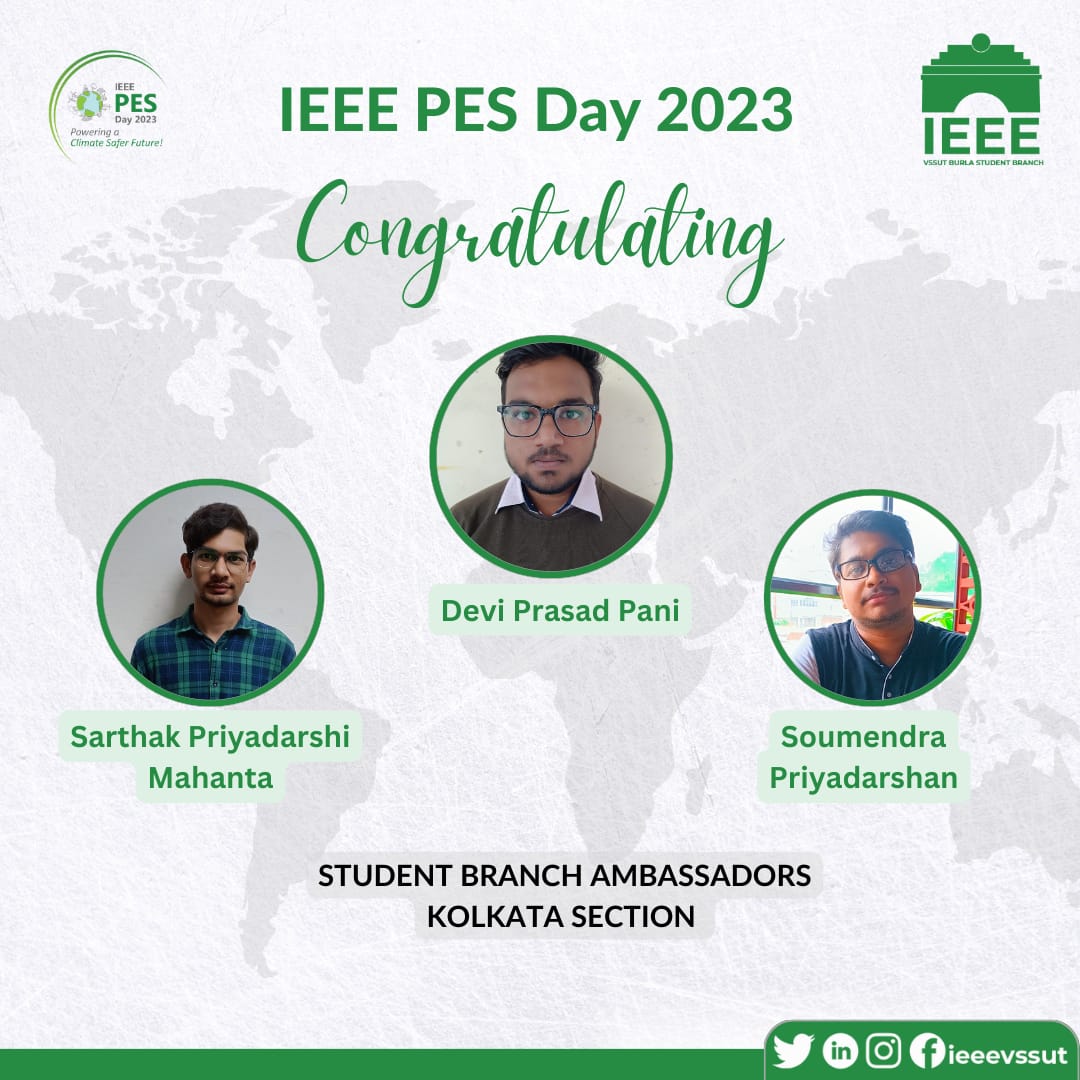 IEEE
PES
Day 2023
Powering a
Climate Safer Future!
IEEE PES Day 2023
IEEE
VSSUT BURLA STUDENT BRANCH
Congratulating
Devi Prasad Pani
Sarthak Priyadarshi
Mahanta
Soumendra
Priyadarshan
STUDENT BRANCH AMBASSADORS
KOLKATA SECTION
ieeevssut